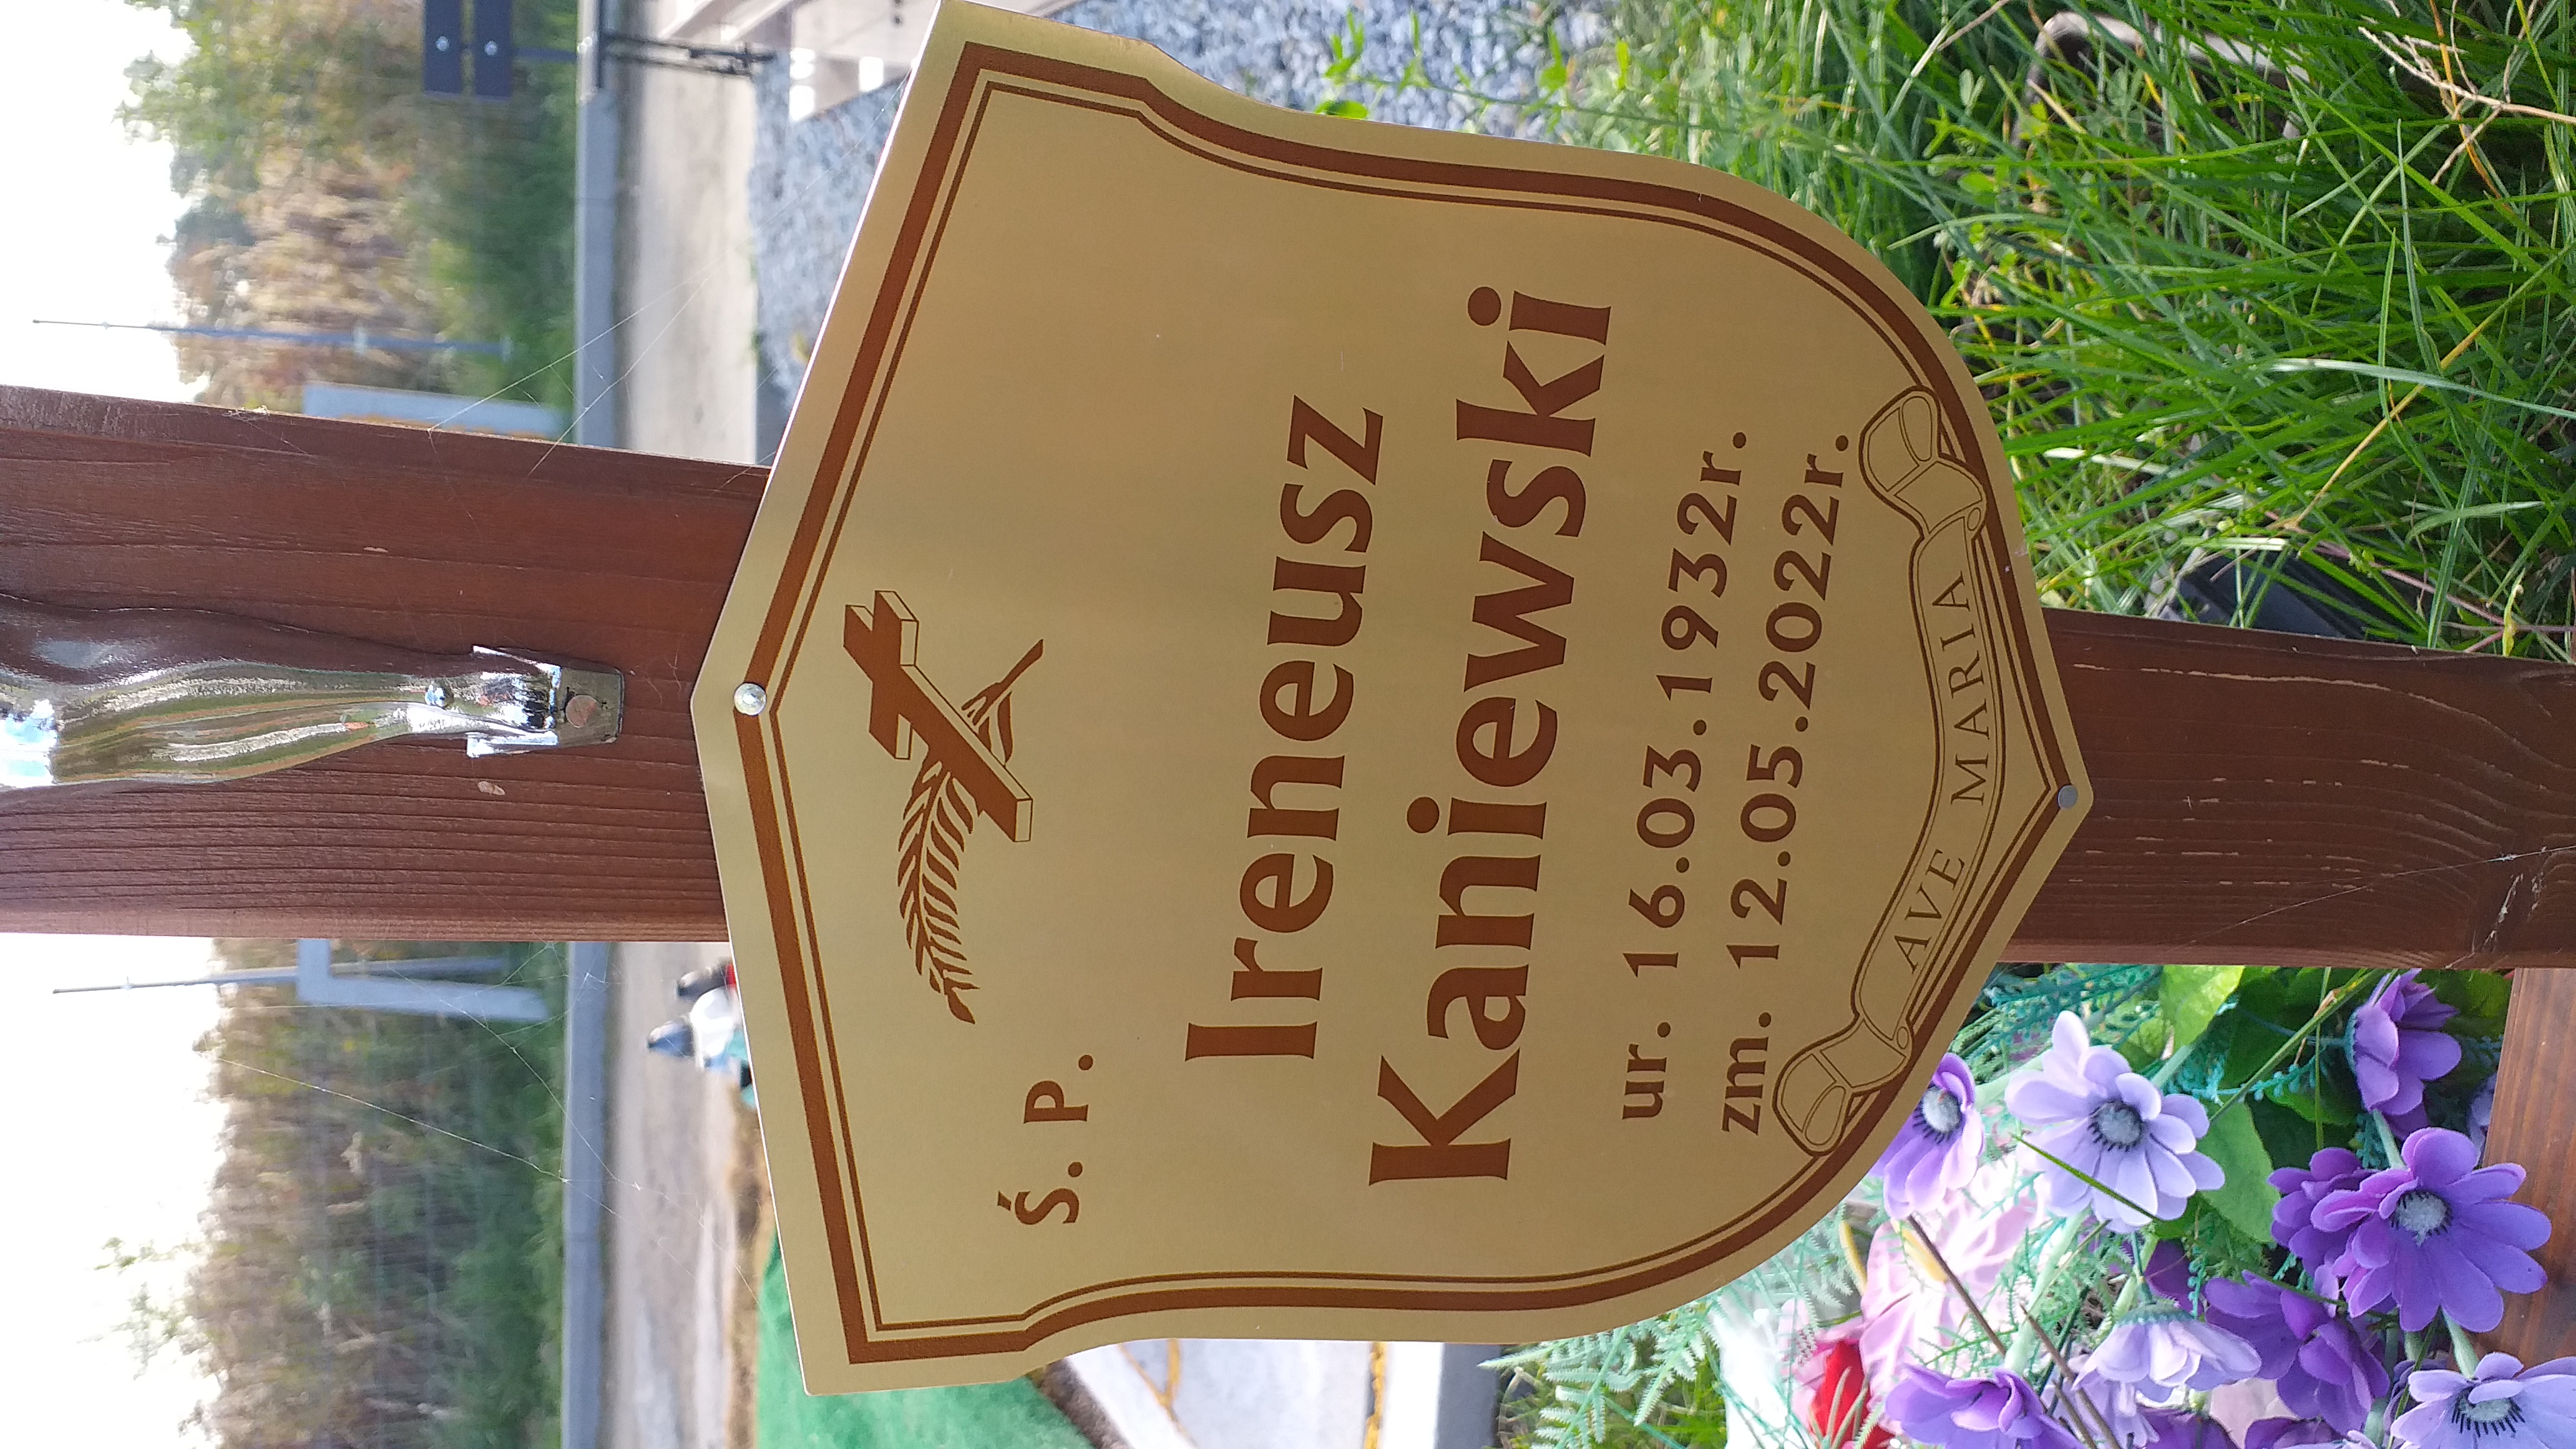 Ś. P.
Ireneusz
Kaniewski
ur. 16.03.1932r.
zm. 12.05.2022r.
AVE MARIA